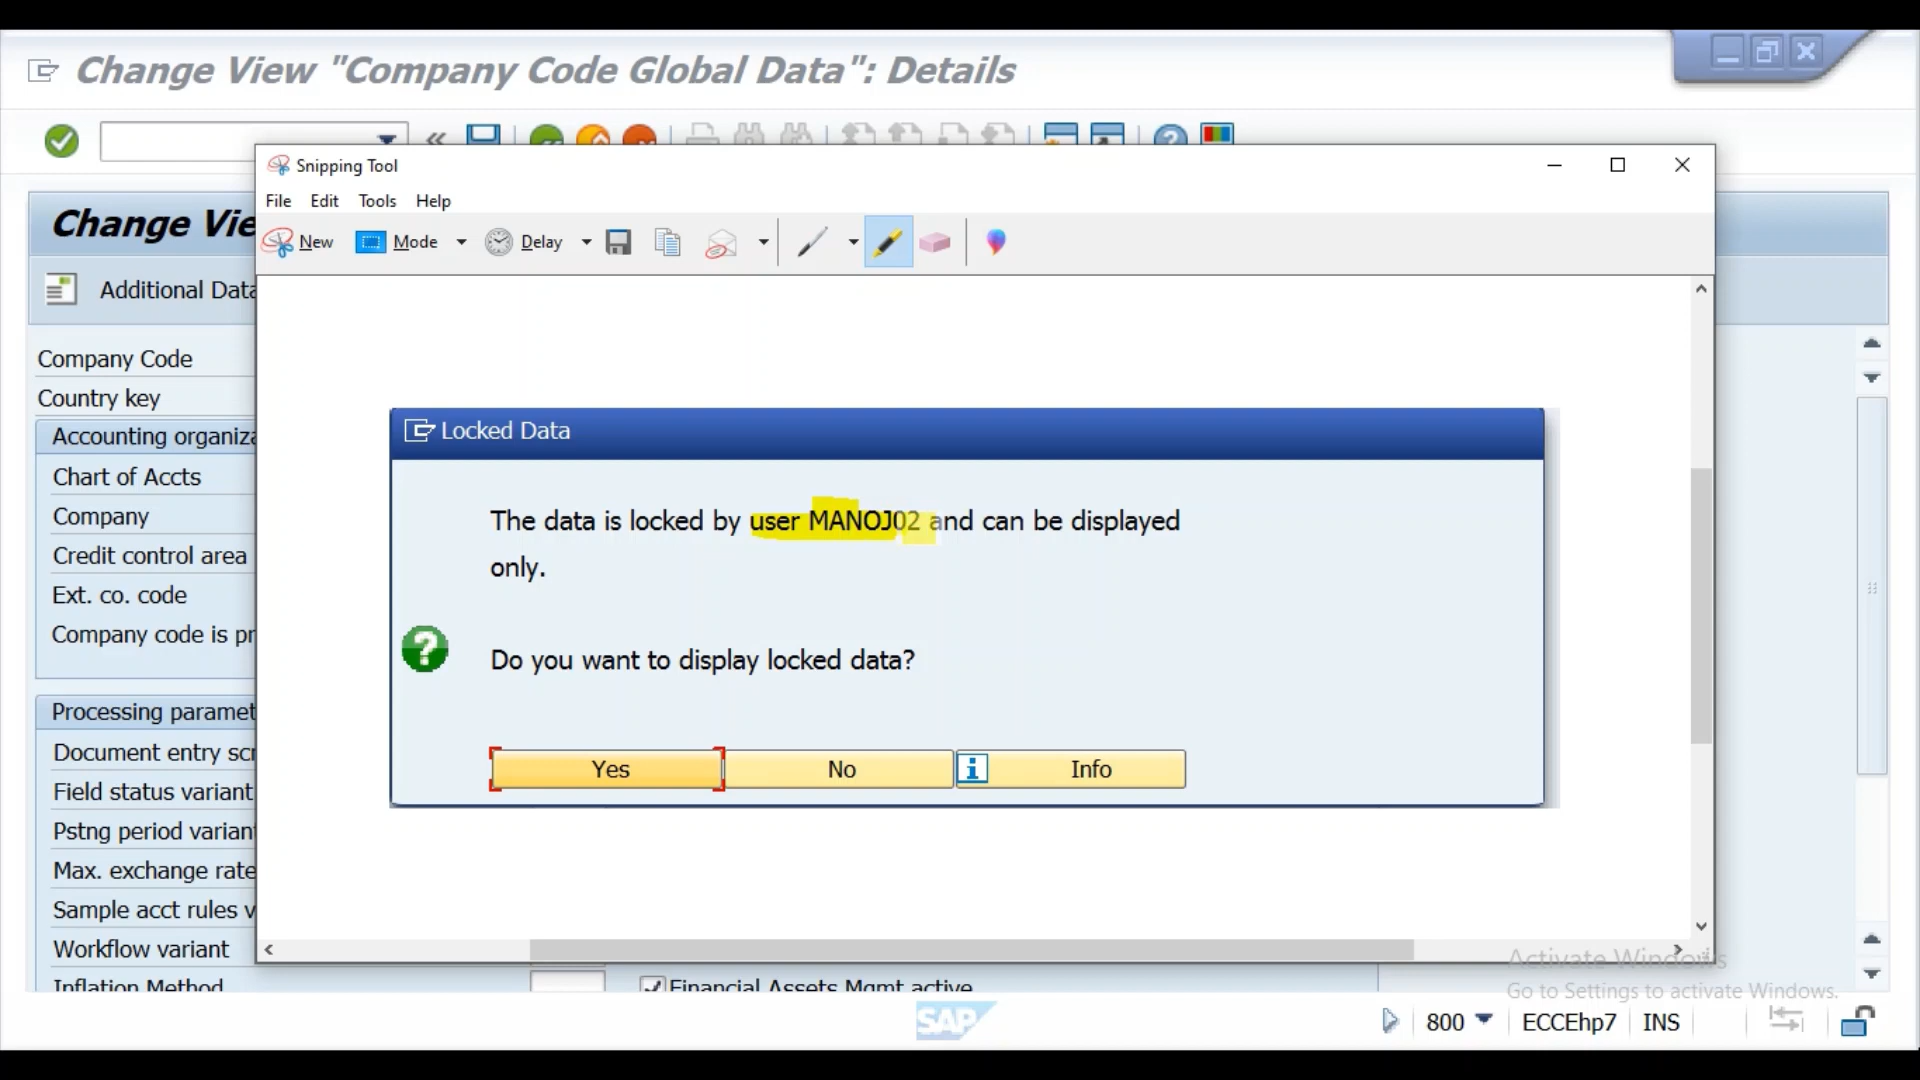 Change View "Company Code Global Data": Details
Snipping Tool
File Edit Tools Help
Change Vie
New Mode Delay
Additional Data
Company Code
Country key
Accounting organiza
Chart of Accts
Company
Credit control area
Ext. co. code
Company code is pr
Processing paramet
Document entry scr
Field status variant
Pstng period variant
Max. exchange rate
Sample acct rules v
Workflow variant
Inflation Method
Financial Assets Mgmt active
Locked Data
The data is locked by user MANOJ02 and can be displayed
only.
Do you want to display locked data?
Yes No Info
Activate Windows
Go to Settings to activate Windows.
SAP
800 ECCEhp7 INS